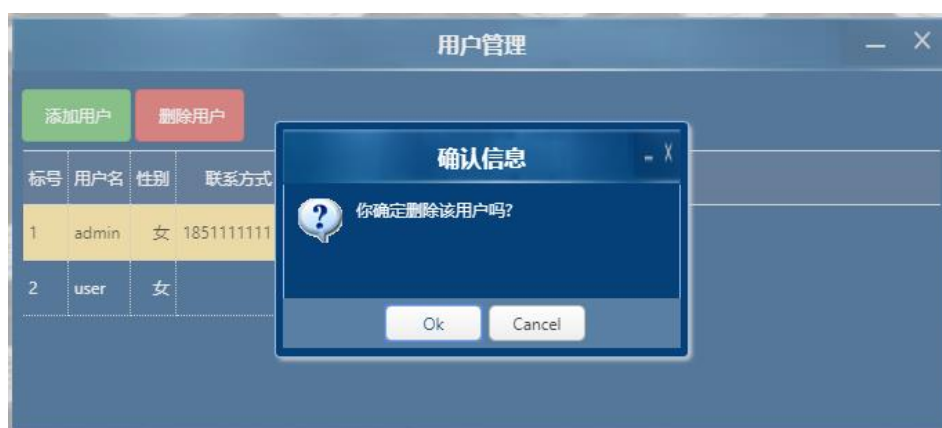 用户管理
添加用户 删除用户
确认信息
标号 用户名 性别 联系方式
你确定删除该用户吗?
1 admin 女 1851111111
2 user 女
Ok Cancel